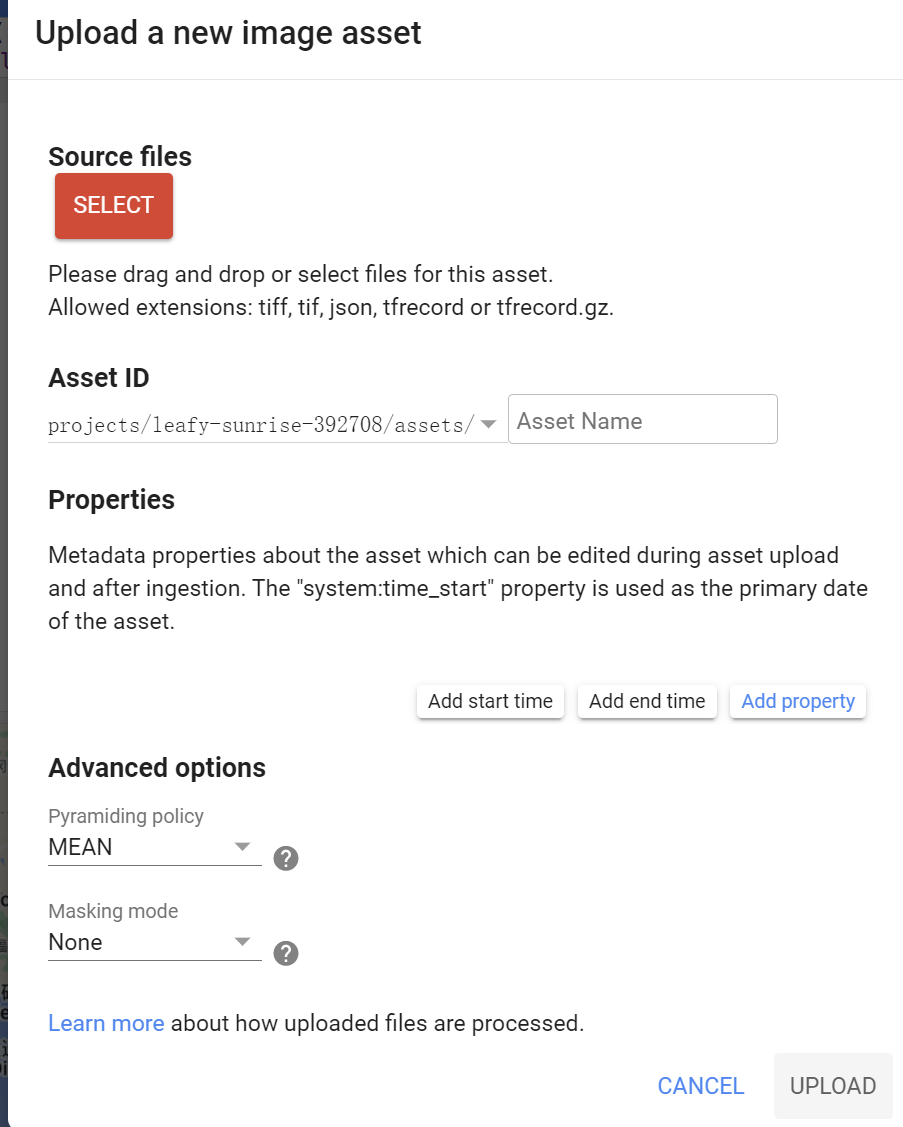 Upload a new image asset
Source files
SELECT
Please drag and drop or select files for this asset.
Allowed extensions: tiff, tif, json, tfrecord or tfrecord.gz.
Asset ID
projects/leafy-sunrise-392708/assets/ Asset Name
Properties
Metadata properties about the asset which can be edited during asset upload
and after ingestion. The "system:time_start" property is used as the primary date
of the asset.
Add start time Add end time Add property
Advanced options
Pyramiding policy
MEAN
?
Masking mode
None
?
Learn more about how uploaded files are processed.
CANCEL UPLOAD